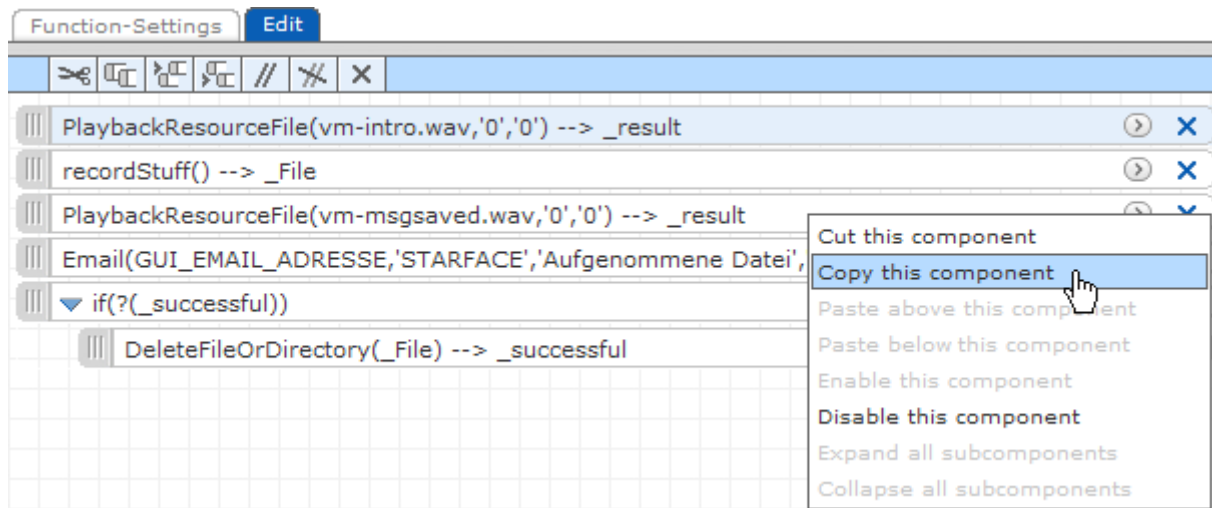 Function-Settings Edit
PlaybackResourceFile(vm-intro.wav,'0','0') --> _result
recordStuff() --> _File
PlaybackResourceFile(vm-msgsaved.wav,'0','0') --> _result
Email(GUI_EMAIL_ADRESSE,'STARFACE','Aufgenommene Datei',
if(?(_successful))
DeleteFileOrDirectory(_File) --> _successful
Cut this component
Copy this component
Paste above this component
Paste below this component
Enable this component
Disable this component
Expand all subcomponents
Collapse all subcomponents